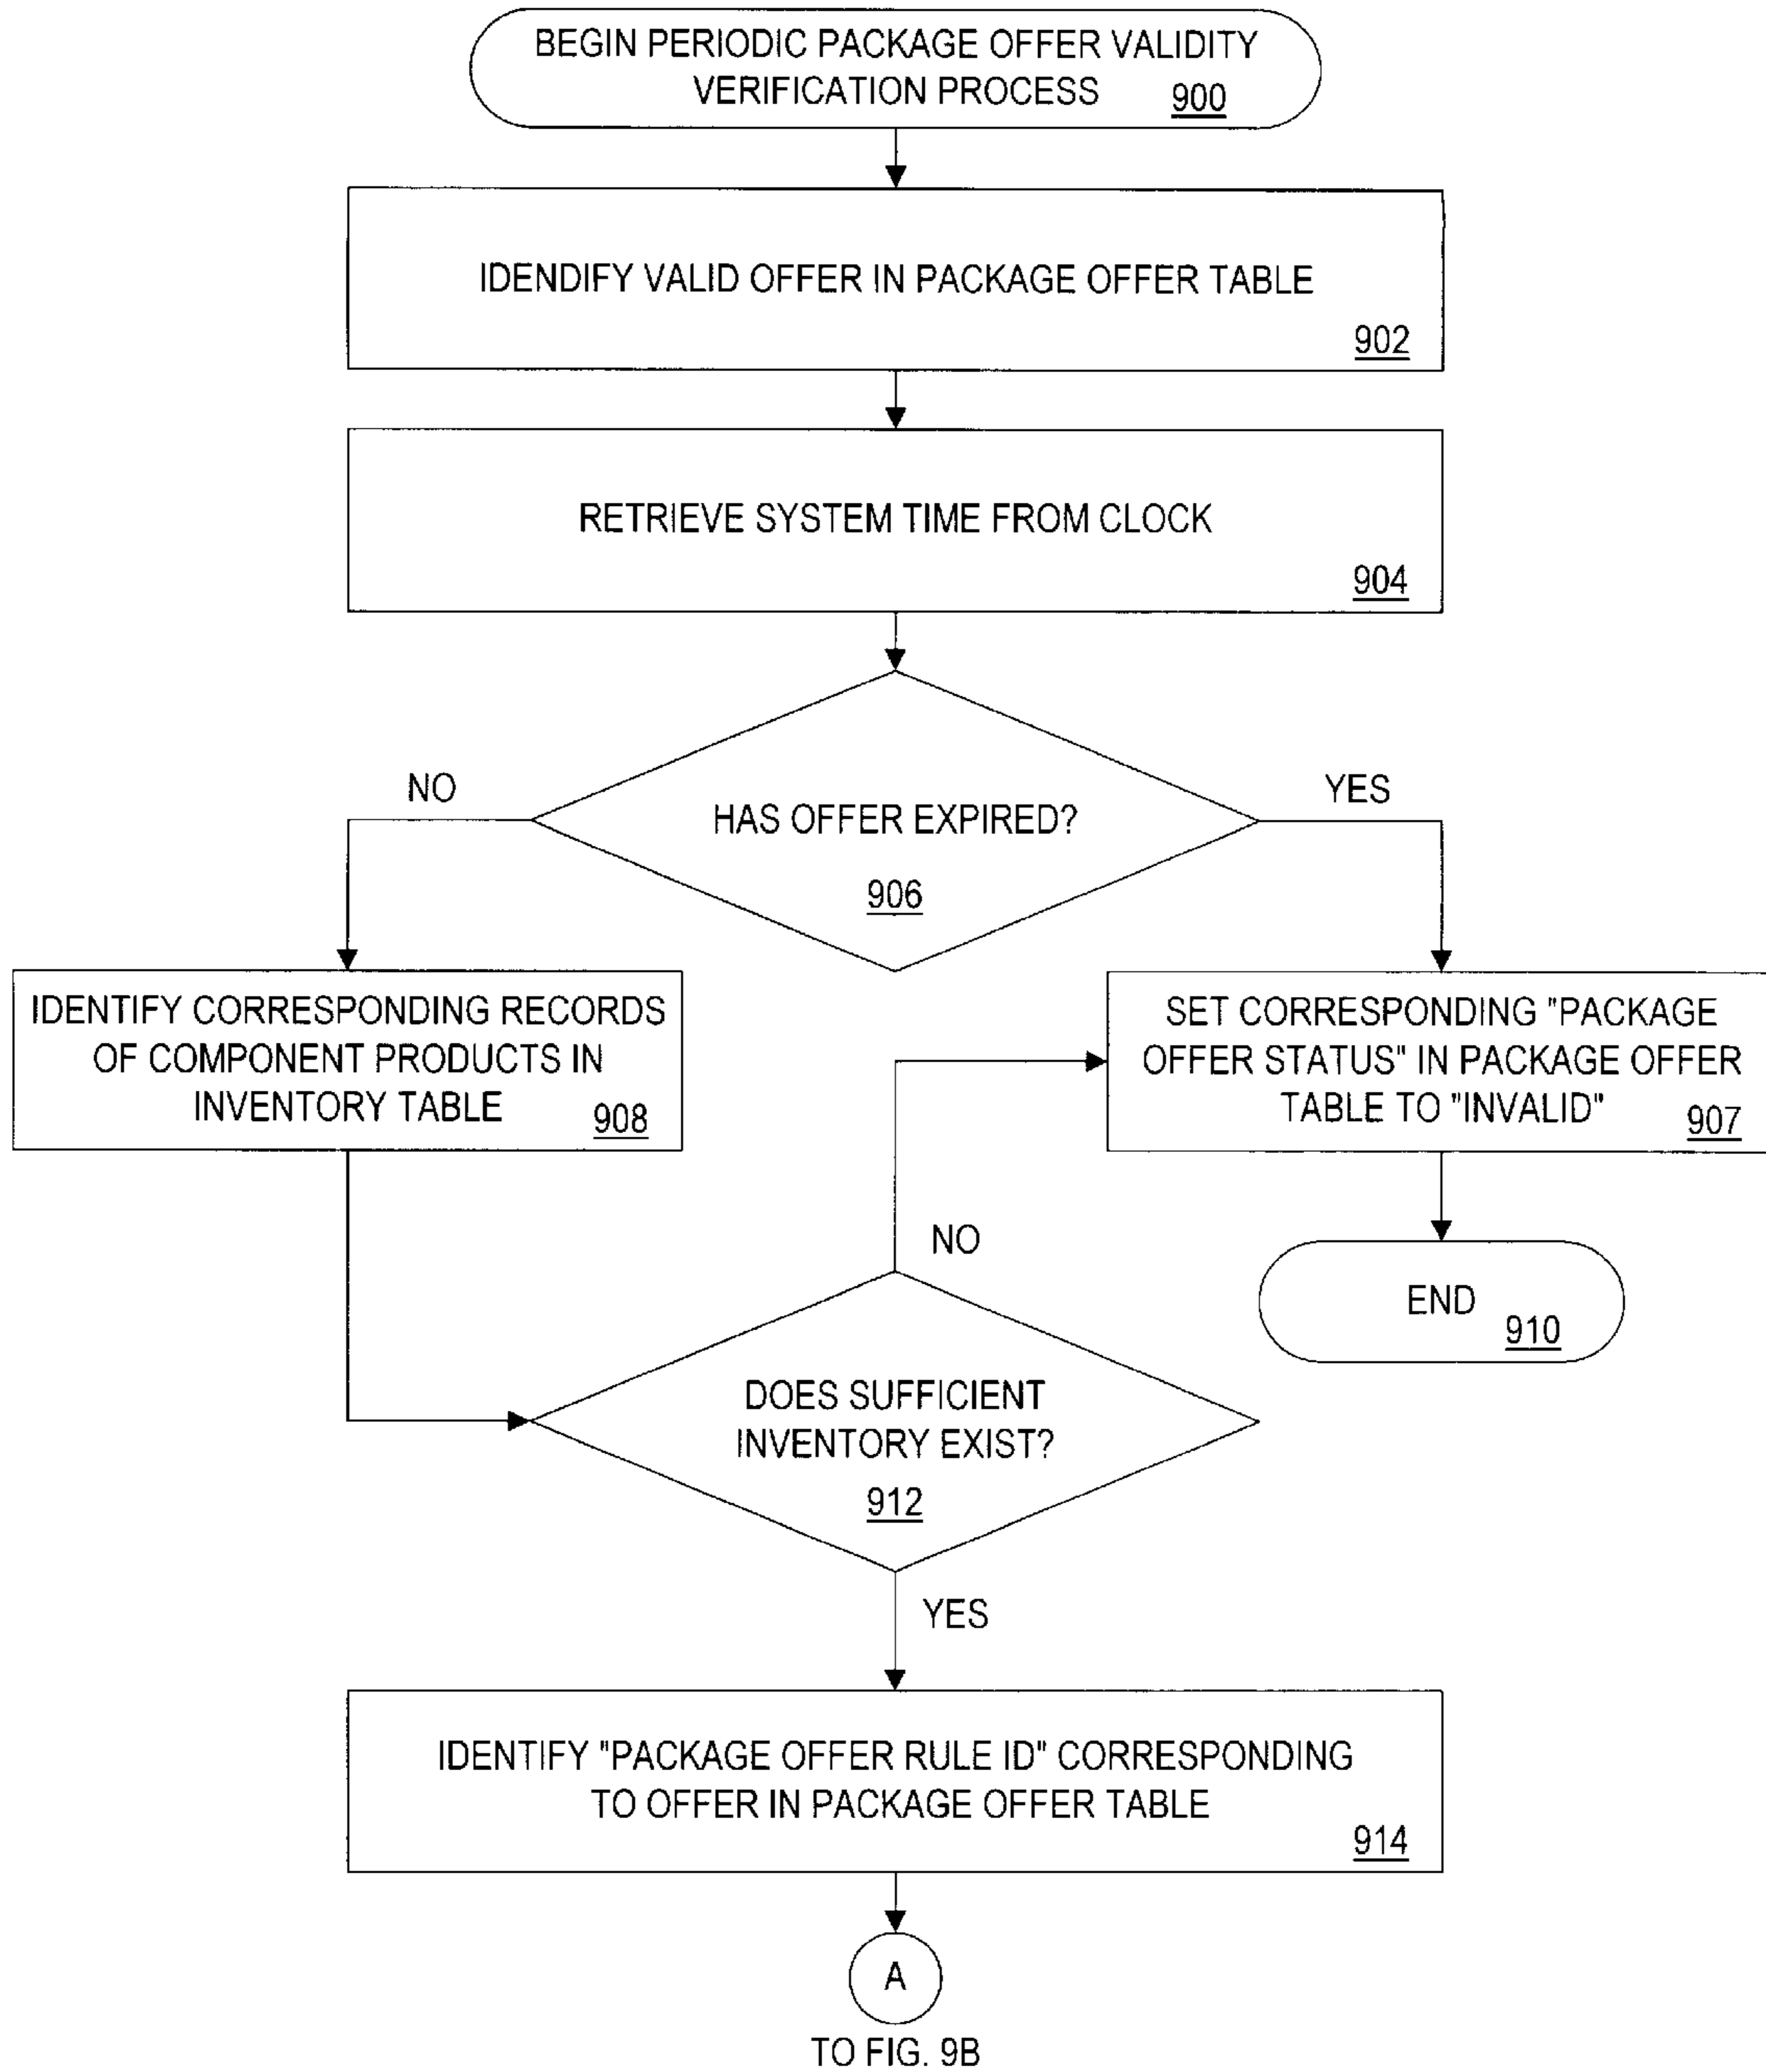 BEGIN PERIODIC PACKAGE OFFER VALIDITY
VERIFICATION PROCESS 900
IDENDIFY VALID OFFER IN PACKAGE OFFER TABLE
902
RETRIEVE SYSTEM TIME FROM CLOCK
904
NO
YES
HAS OFFER EXPIRED?
906
IDENTIFY CORRESPONDING RECORDS
OF COMPONENT PRODUCTS IN
INVENTORY TABLE 908
SET CORRESPONDING "PACKAGE
OFFER STATUS" IN PACKAGE OFFER
TABLE TO "INVALID" 907
NO
END 910
DOES SUFFICIENT
INVENTORY EXIST?
912
YES
IDENTIFY "PACKAGE OFFER RULE ID" CORRESPONDING
TO OFFER IN PACKAGE OFFER TABLE
914
A
TO FIG. 9B